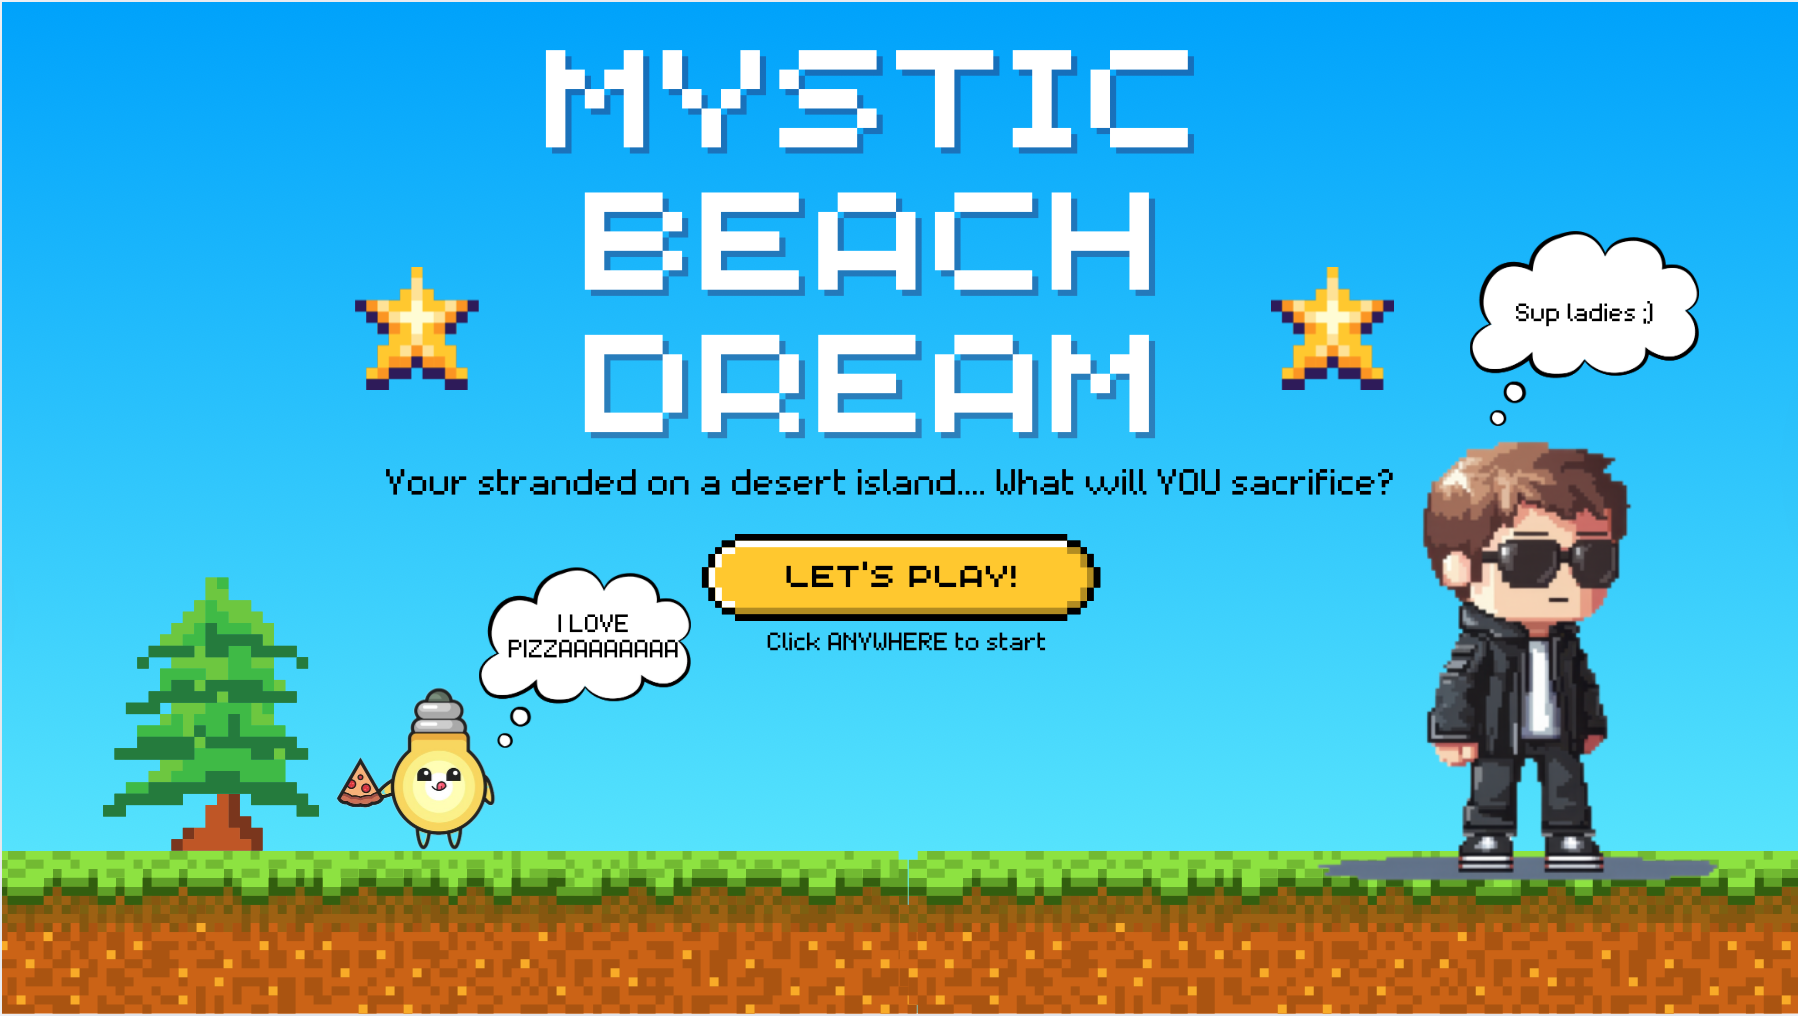 MYSTIC
BEACH
DREAM
Sup ladies ;)
Your stranded on a desert island.... What will YOU sacrifice?
LET'S PLAY!
Click ANYWHERE to start
I LOVE
PIZZAAAAAAAAA